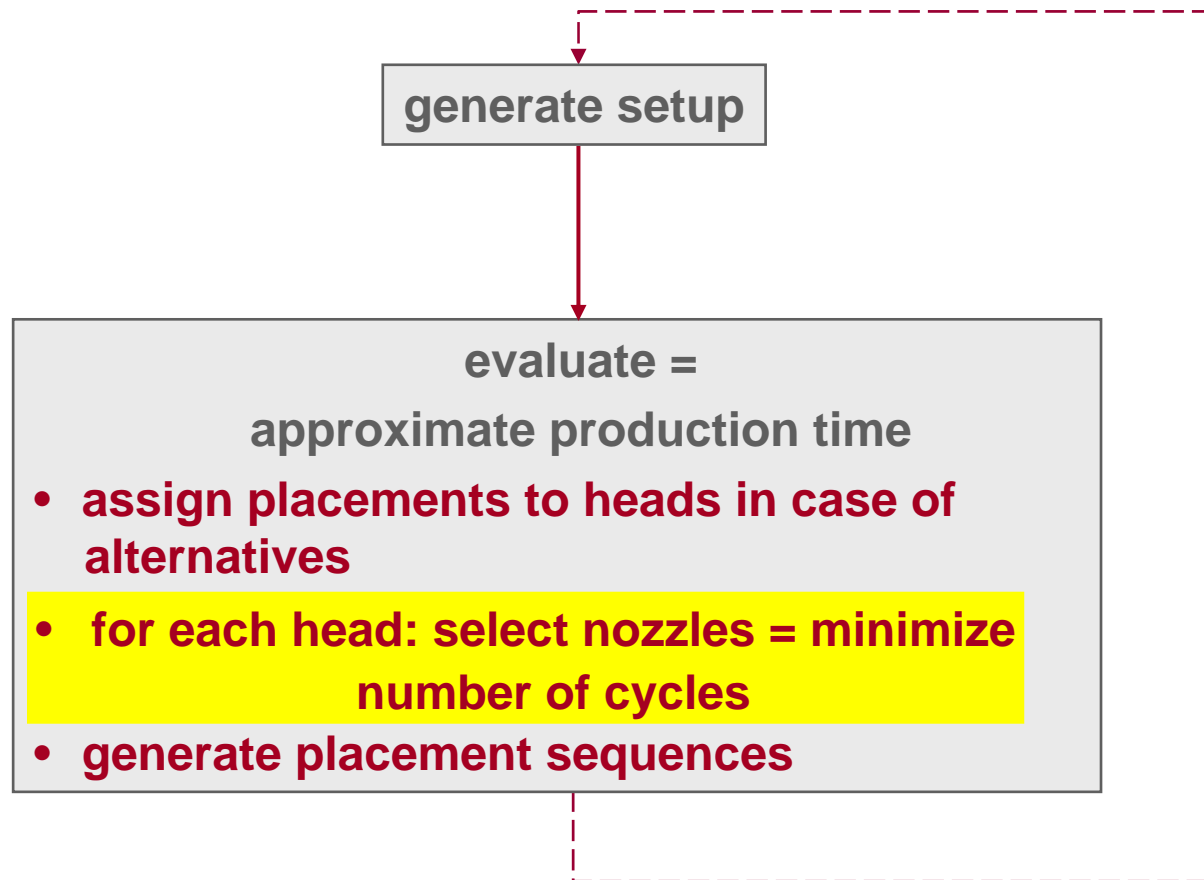 generate setup
evaluate =
approximate production time
• assign placements to heads in case of
alternatives
• for each head: select nozzles = minimize
number of cycles
• generate placement sequences